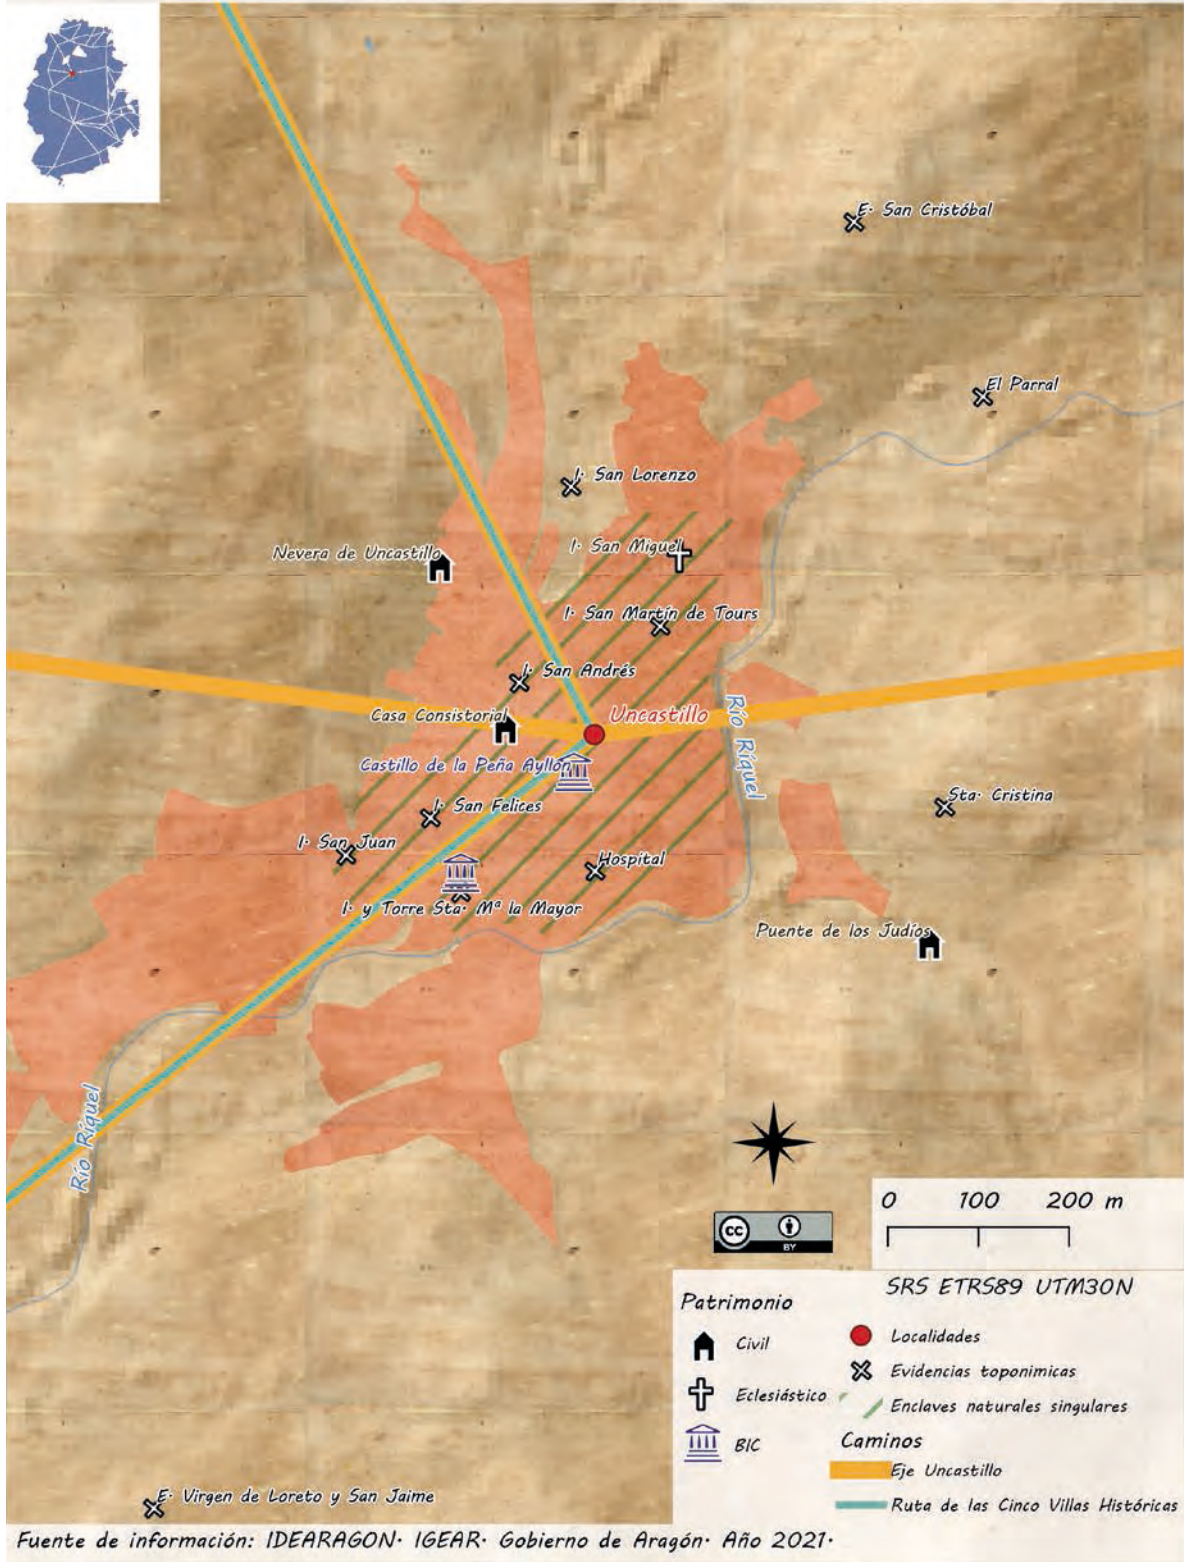 E. San Cristóbal
El Parral
I. San Lorenzo
Nevera de Uncastillo
I. San Miguel
I. San Martín de Tours
I. San Andrés
Casa Consistorial
Uncastillo
Río Ríquel
Castillo de la Peña Ayllón
I. San Felices
Sta. Cristina
I. San Juan
Hospital
I. y Torre Sta. Mª la Mayor
Puente de los Judíos
Río Ríquel
0 100 200 m
cc BY
SRS ETRS89 UTM30N
Patrimonio
Civil
Eclesiástico
BIC
Localidades
Evidencias toponimicas
Enclaves naturales singulares
Caminos
Eje Uncastillo
Ruta de las Cinco Villas Históricas
E. Virgen de Loreto y San Jaime
Fuente de información: IDEARAGON. IGEAR. Gobierno de Aragón. Año 2021.